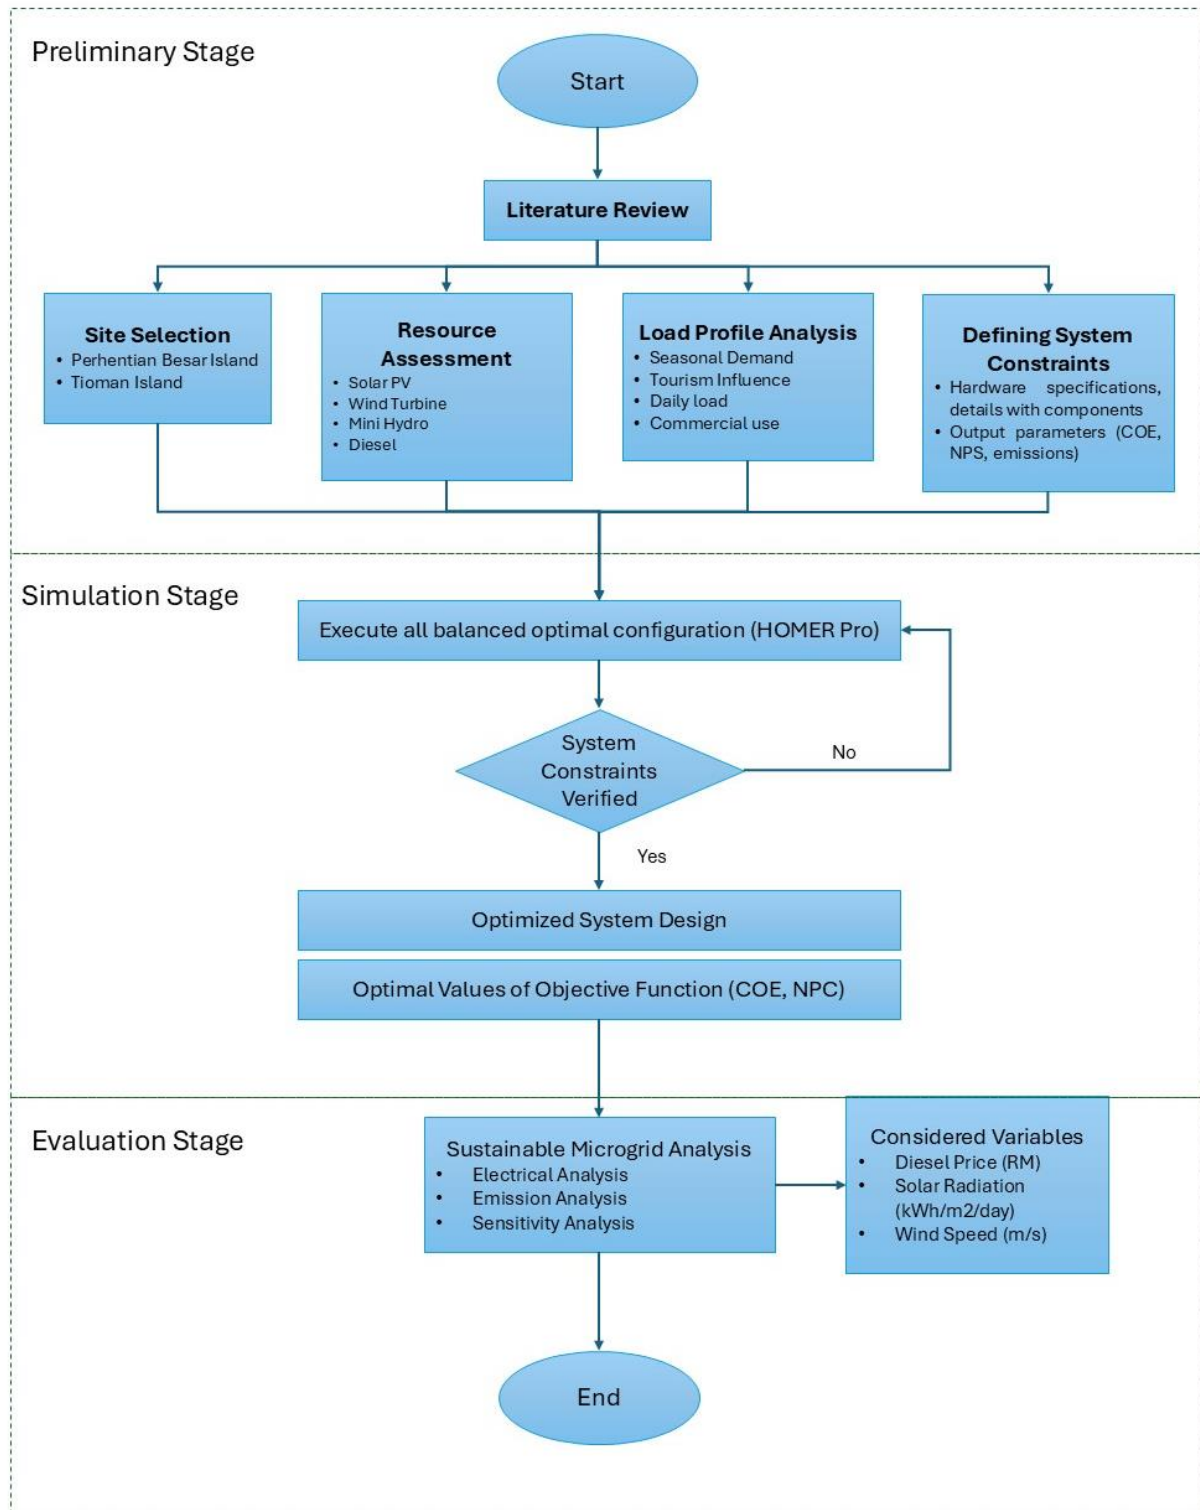 Preliminary Stage
Start
Literature Review
Site Selection
• Perhentian Besar Island
• Tioman Island
Resource
Assessment
• Solar PV
• Wind Turbine
• Mini Hydro
• Diesel
Load Profile Analysis
• Seasonal Demand
• Tourism Influence
• Daily load
• Commercial use
Defining System
Constraints
• Hardware specifications,
details with components
• Output parameters (COE,
NPS, emissions)
Simulation Stage
Execute all balanced optimal configuration (HOMER Pro)
System
Constraints
Verified
No
Yes
Optimized System Design
Optimal Values of Objective Function (COE, NPC)
Evaluation Stage
Sustainable Microgrid Analysis
• Electrical Analysis
• Emission Analysis
• Sensitivity Analysis
Considered Variables
• Diesel Price (RM)
• Solar Radiation
(kWh/m2/day)
• Wind Speed (m/s)
End